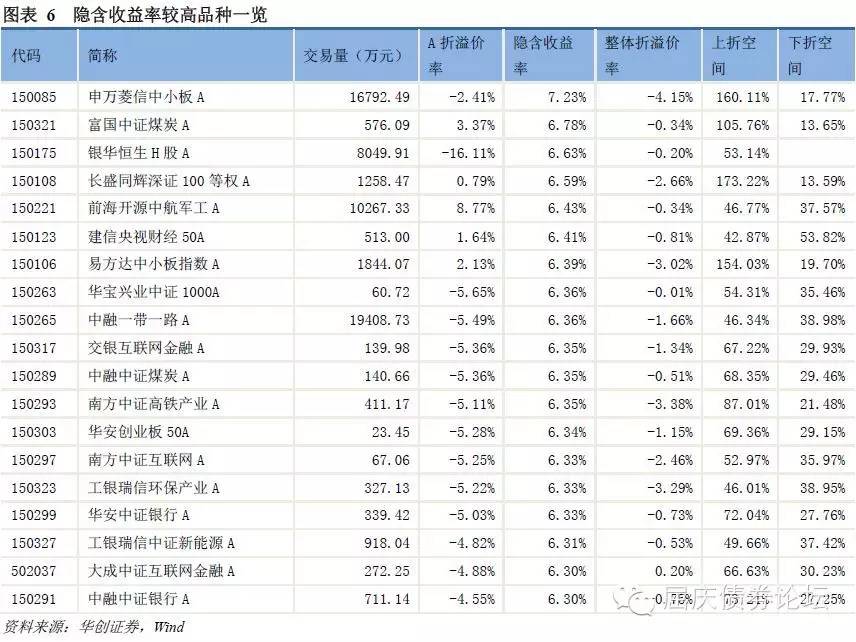 图表 6 隐含收益率较高品种一览
代码 简称 交易量（万元） A 折溢价率 隐含收益率 整体折溢价率 上折空间 下折空间
150085 申万菱信中小板 A 16792.49 -2.41% 7.23% -4.15% 160.11% 17.77%
150321 富国中证煤炭 A 576.09 3.37% 6.78% -0.34% 105.76% 13.65%
150175 银华恒生 H 股 A 8049.91 -16.11% 6.63% -0.20% 53.14%
150108 长盛同辉深证 100 等权 A 1258.47 0.79% 6.59% -2.66% 173.22% 13.59%
150221 前海开源中航军工 A 10267.33 8.77% 6.43% -0.34% 46.77% 37.57%
150123 建信央视财经 50A 513.00 1.64% 6.41% -0.81% 42.87% 53.82%
150106 易方达中小板指数 A 1844.07 2.13% 6.39% -3.02% 154.03% 19.70%
150263 华宝兴业中证 1000A 60.72 -5.65% 6.36% -0.01% 54.31% 35.46%
150265 中融一带一路 A 19408.73 -5.49% 6.36% -1.66% 46.34% 38.98%
150317 交银互联网金融 A 139.98 -5.36% 6.35% -1.34% 67.22% 29.93%
150289 中融中证煤炭 A 140.66 -5.36% 6.35% -0.51% 68.35% 29.46%
150293 南方中证高铁产业 A 411.17 -5.11% 6.35% -3.38% 87.01% 21.48%
150303 华安创业板 50A 23.45 -5.28% 6.34% -1.15% 69.36% 29.15%
150297 南方中证互联网 A 67.06 -5.25% 6.33% -2.46% 52.97% 35.97%
150323 工银瑞信环保产业 A 327.13 -5.22% 6.33% -3.29% 46.01% 38.95%
150299 华安中证银行 A 339.42 -5.03% 6.33% -0.73% 72.04% 27.76%
150327 工银瑞信中证新能源 A 918.04 -4.82% 6.31% -0.53% 49.66% 37.42%
502037 大成中证互联网金融 A 272.25 -4.88% 6.30% 0.20% 66.63% 30.23%
150291 中融中证银行 A 711.14 -4.55% 6.30%
屈庆债券论坛
资料来源：华创证券，Wind